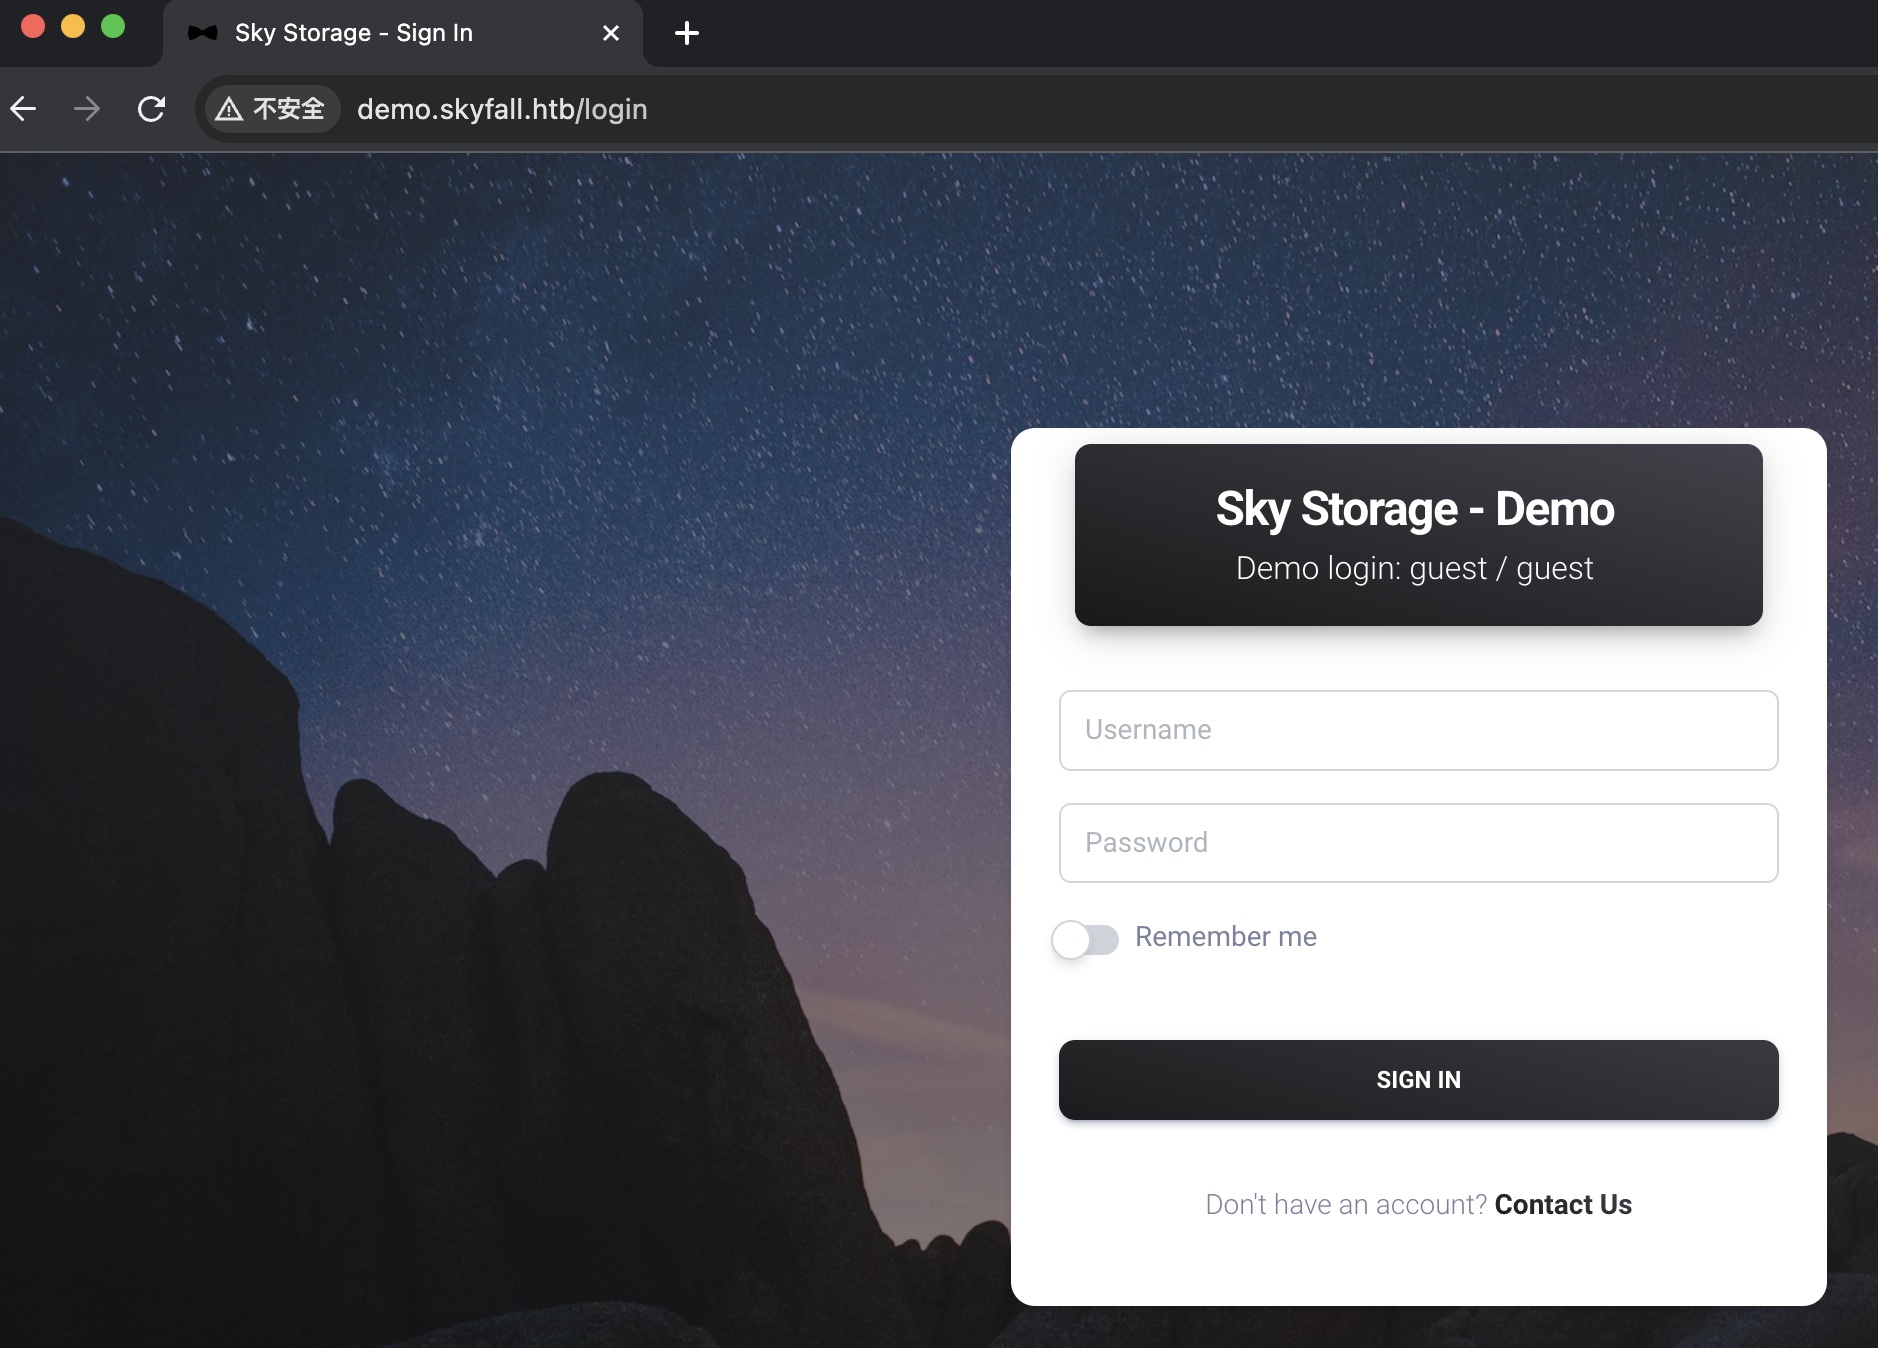 Sky Storage - Sign In
不安全 demo.skyfall.htb/login
Sky Storage - Demo
Demo login: guest / guest
Username
Password
Remember me
SIGN IN
Don't have an account? Contact Us